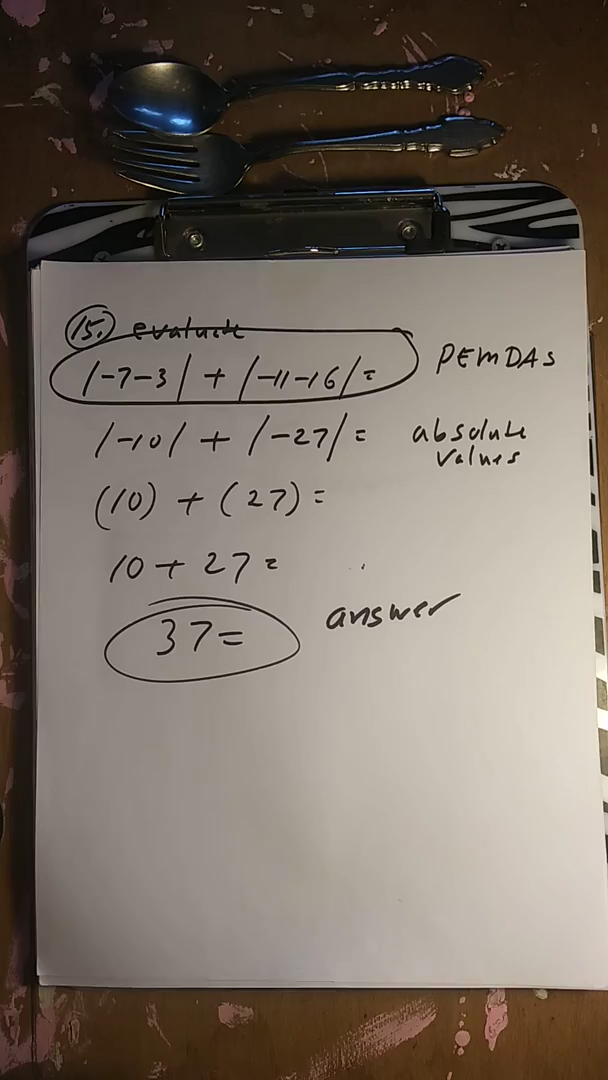 15. evaluate
|-7-3| + |-11-16| = PEMDAS
|-10| + |-27| = absolute values
(10) + (27) =
10 + 27 =
37 = answer